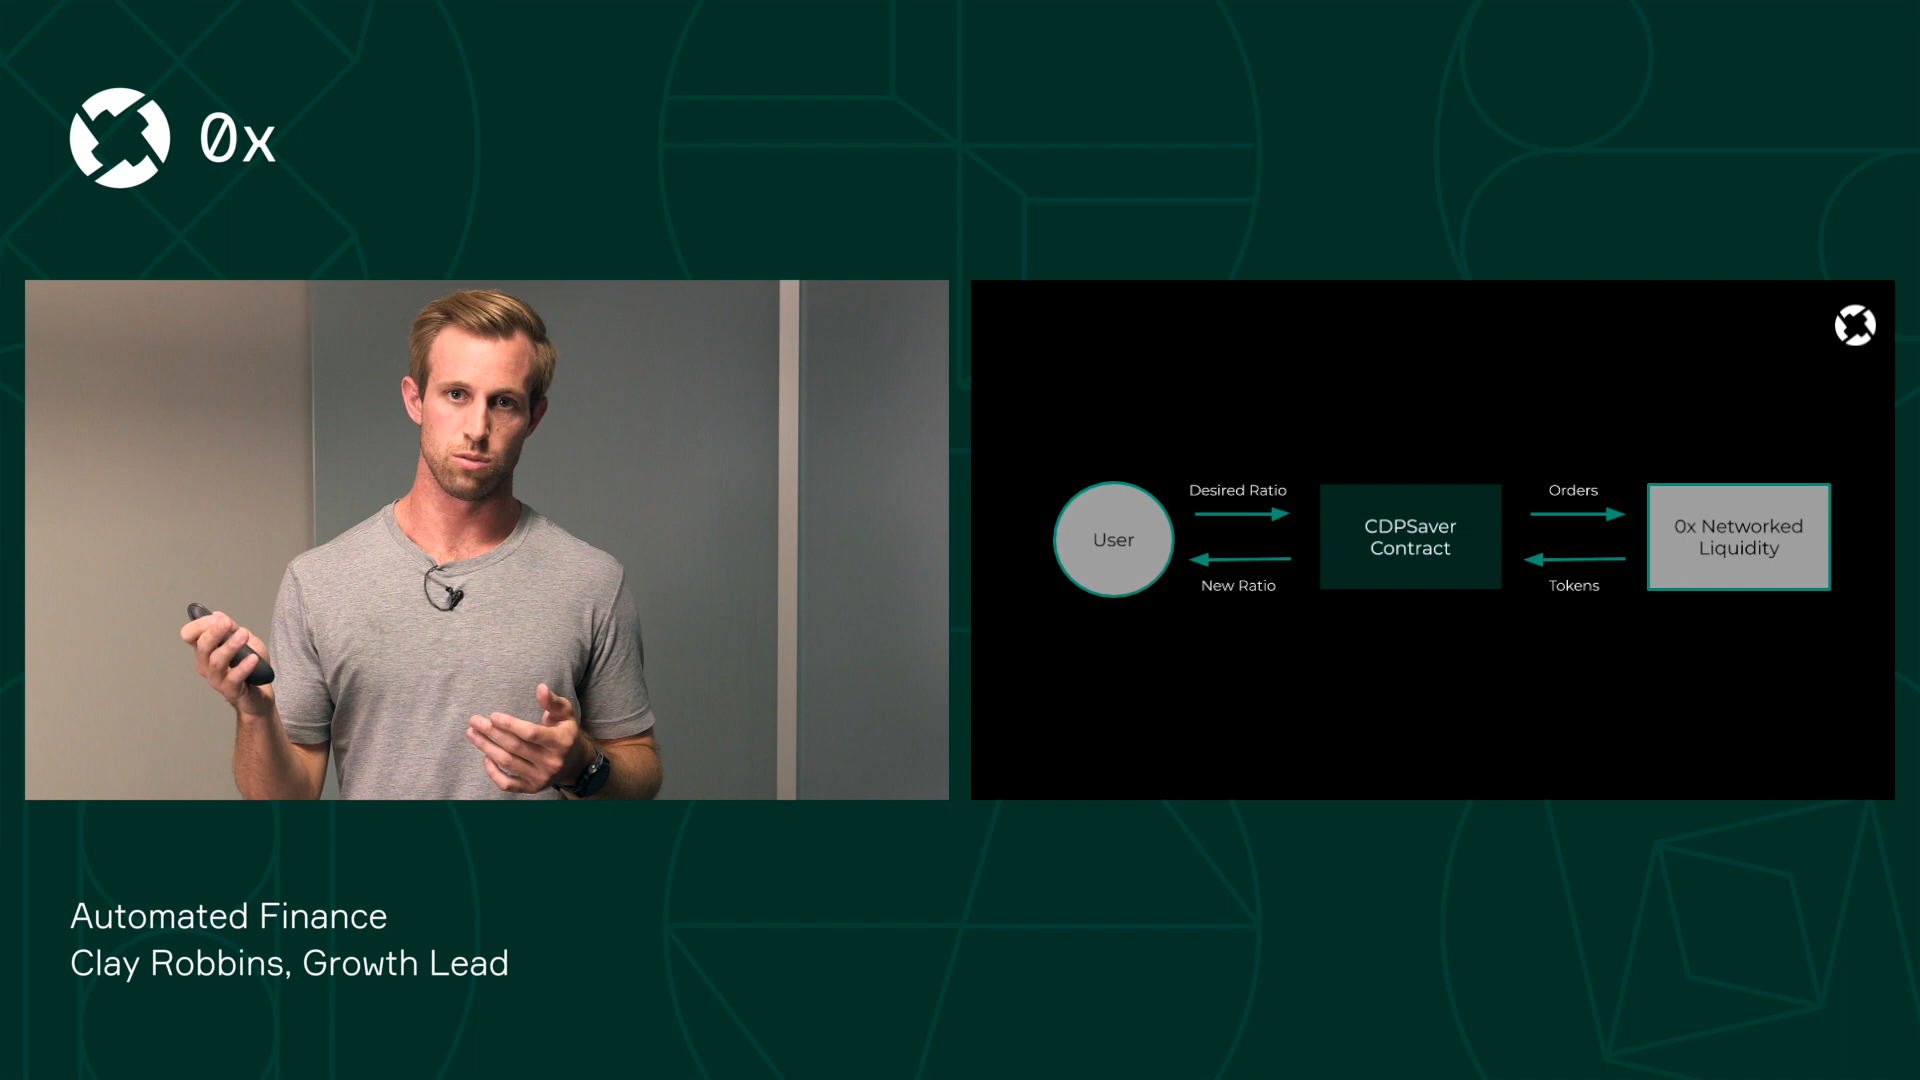 0x
Desired Ratio
Orders
User
CDPSaver
Contract
0x Networked
Liquidity
New Ratio
Tokens
Automated Finance
Clay Robbins, Growth Lead